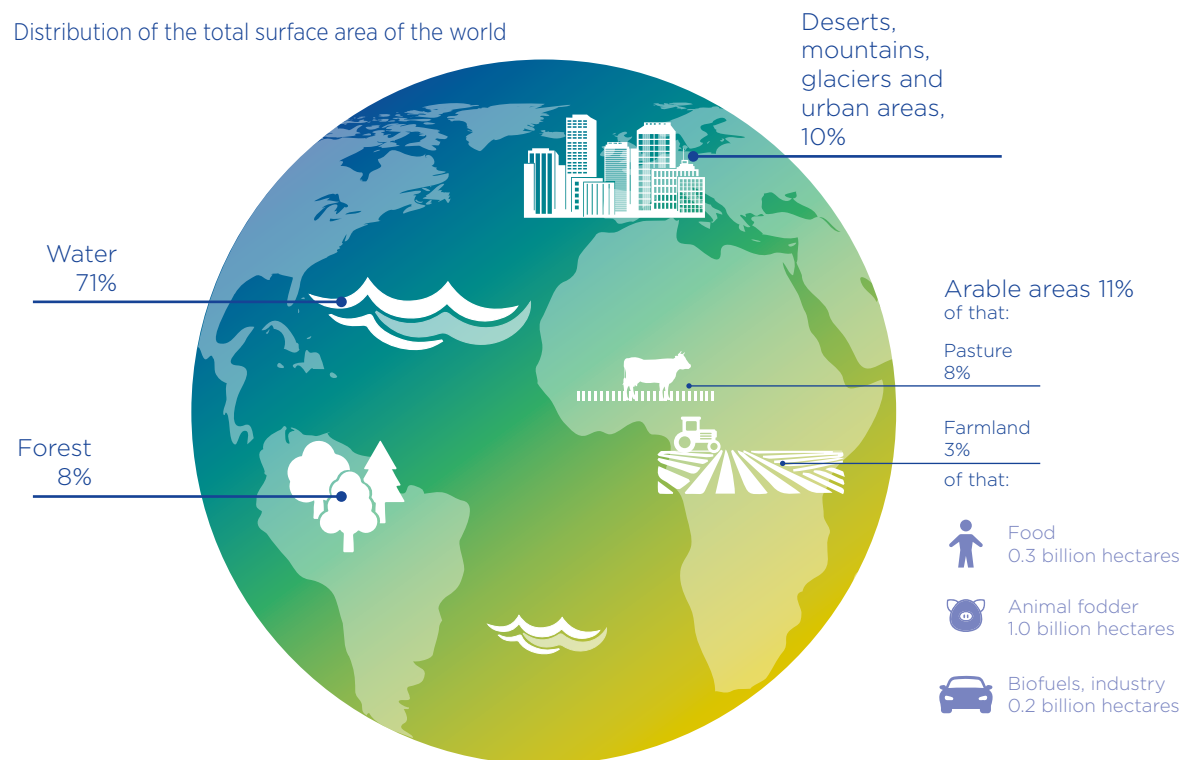 Distribution of the total surface area of the world
Deserts,
mountains,
glaciers and
urban areas,
10%
Water
71%
Forest
8%
Arable areas 11%
of that:
Pasture
8%
Farmland
3%
of that:
Food
0.3 billion hectares
Animal fodder
1.0 billion hectares
Biofuels, industry
0.2 billion hectares